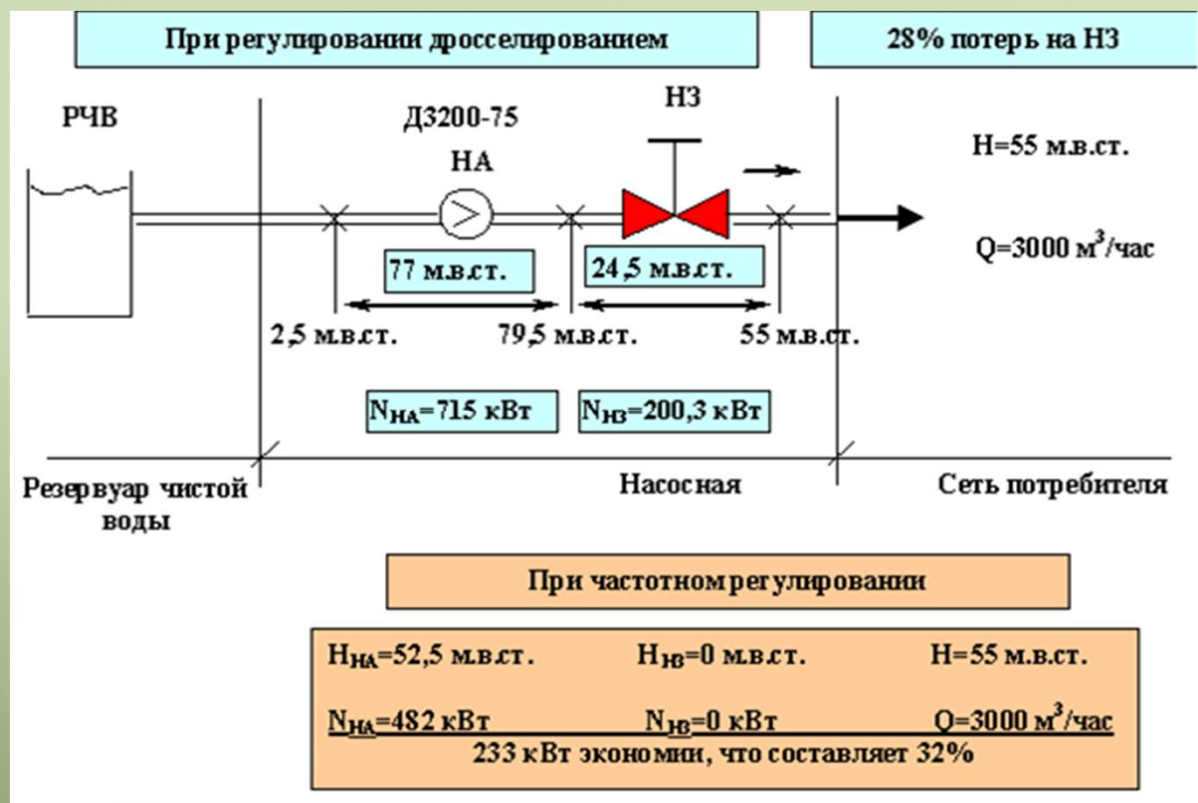 При регулировании дросселированием
28% потерь на НЗ
РЧВ
Д3200-75
НА
НЗ
Н=55 м.в.ст.
Q=3000 м³/час
77 м.в.ст.
24,5 м.в.ст.
2,5 м.в.ст.
79,5 м.в.ст.
55 м.в.ст.
NНА=715 кВт
NНЗ=200,3 кВт
Резервуар чистой
воды
Насосная
Сеть потребителя
При частотном регулировании
ННА=52,5 м.в.ст. ННЗ=0 м.в.ст. Н=55 м.в.ст.
NНА=482 кВт NНЗ=0 кВт Q=3000 м³/час
233 кВт экономии, что составляет 32%